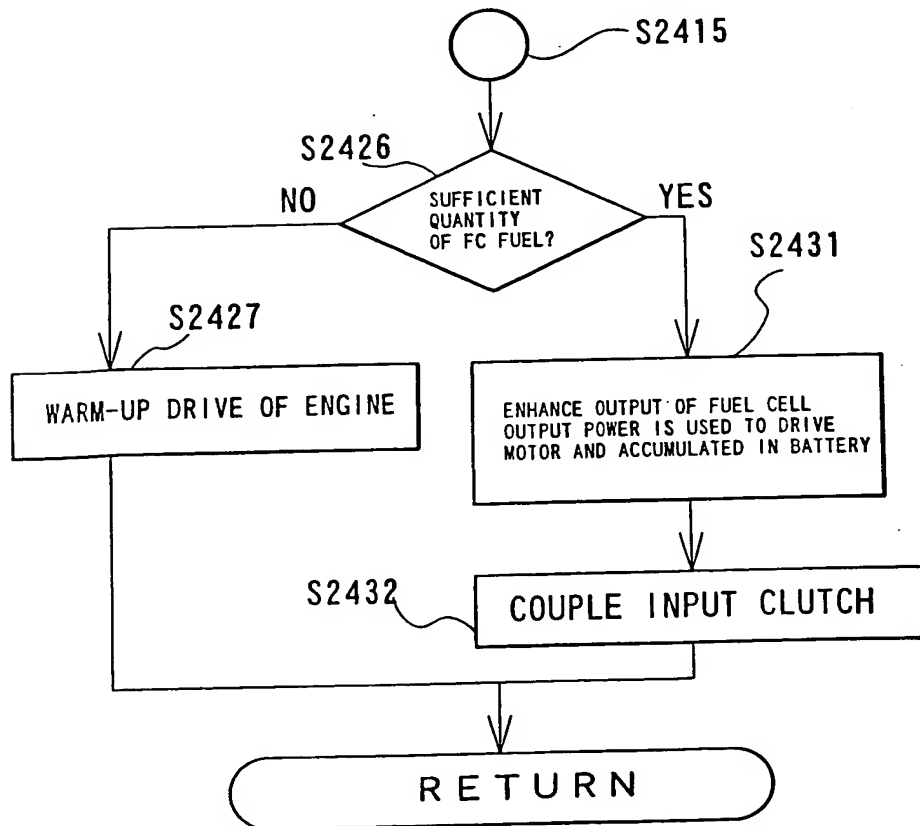 S2415
S2426
NO
SUFFICIENT
QUANTITY
OF FC FUEL?
YES
S2431
S2427
WARM-UP DRIVE OF ENGINE
ENHANCE OUTPUT OF FUEL CELL
OUTPUT POWER IS USED TO DRIVE
MOTOR AND ACCUMULATED IN BATTERY
S2432
COUPLE INPUT CLUTCH
RETURN